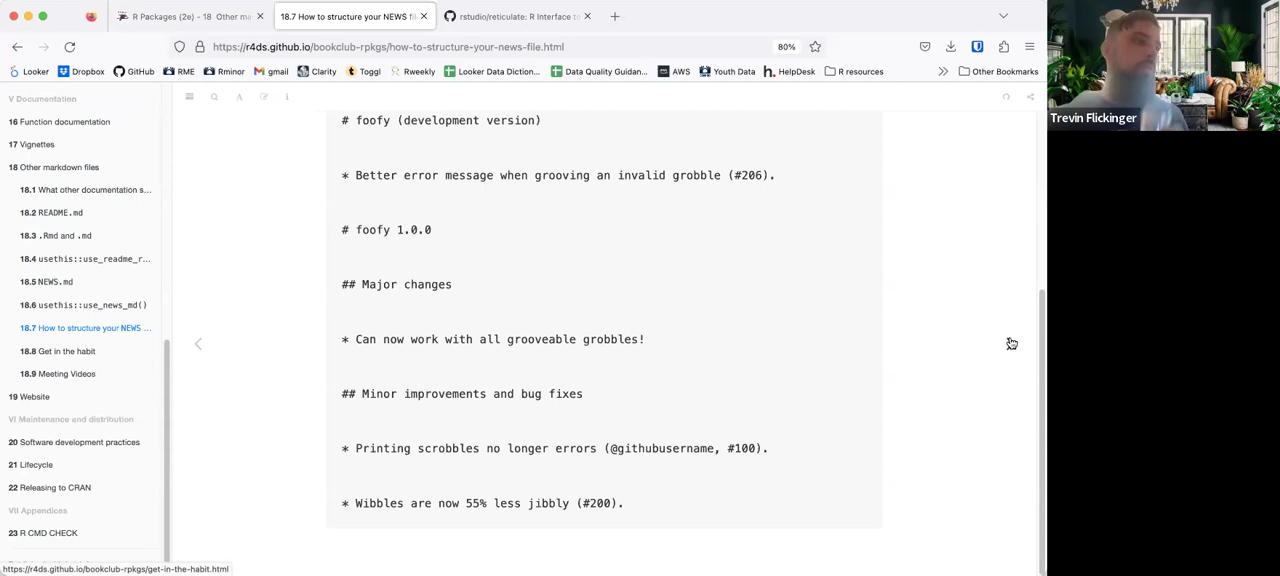 R Packages (2e) - 18 Other ma
18.7 How to structure your NEWS fi
rstudio/reticulate: R Interface to
https://r4ds.github.io/bookclub-rpkgs/how-to-structure-your-news-file.html
80%
Looker
Dropbox
GitHub
RME
Rminor
gmail
Clarity
Toggl
Rweekly
Looker Data Diction...
Data Quality Guidan...
AWS
Youth Data
HelpDesk
R resources
Other Bookmarks
V Documentation
16 Function documentation
17 Vignettes
18 Other markdown files
18.1 What other documentation s...
18.2 README.md
18.3 .Rmd and .md
18.4 usethis::use_readme_r...
18.5 NEWS.md
18.6 usethis::use_news_md()
18.7 How to structure your NEWS ...
18.8 Get in the habit
18.9 Meeting Videos
19 Website
VI Maintenance and distribution
20 Software development practices
21 Lifecycle
22 Releasing to CRAN
VII Appendices
23 R CMD CHECK
https://r4ds.github.io/bookclub-rpkgs/get-in-the-habit.html
# foofy (development version)
* Better error message when grooving an invalid grobble (#206).
# foofy 1.0.0
## Major changes
* Can now work with all grooveable grobbles!
## Minor improvements and bug fixes
* Printing scrobbles no longer errors (@githubusername, #100).
* Wibbles are now 55% less jibbly (#200).
Trevin Flickinger